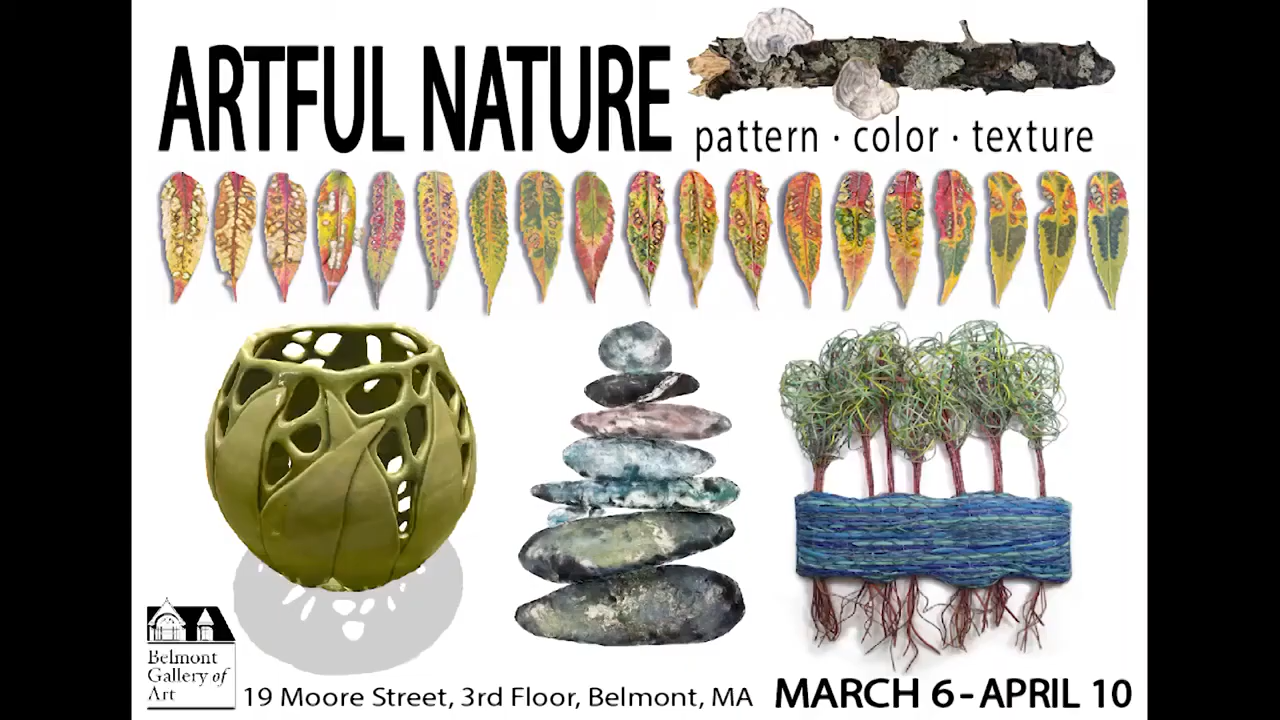 ARTFUL NATURE
pattern · color · texture
Belmont
Gallery of
Art
19 Moore Street, 3rd Floor, Belmont, MA
MARCH 6 - APRIL 10